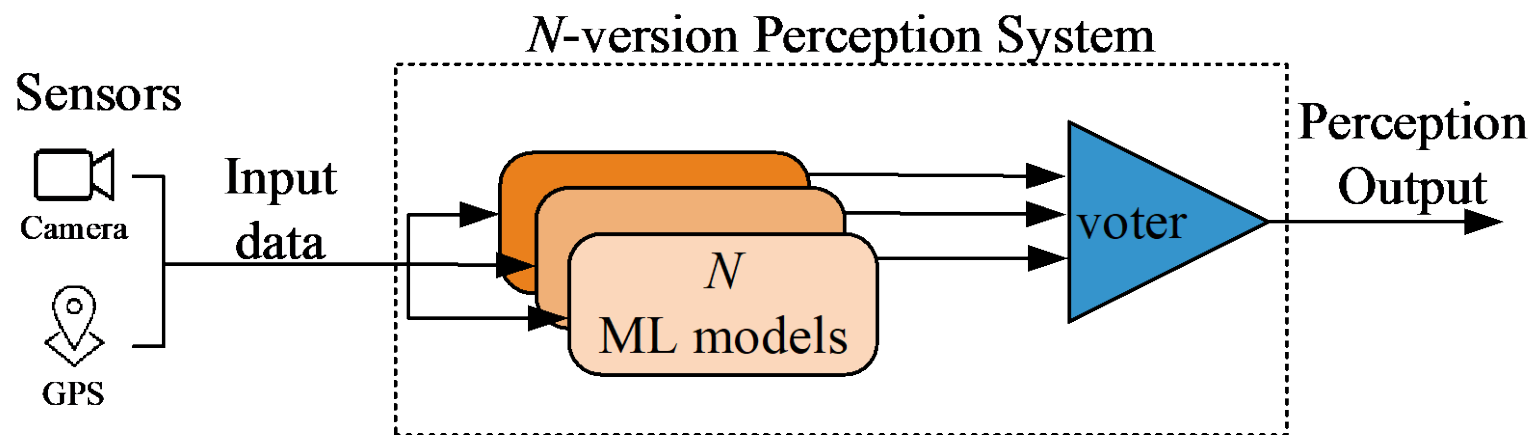 N-version Perception System
Sensors
Camera
GPS
Input
data
N
ML models
voter
Perception
Output